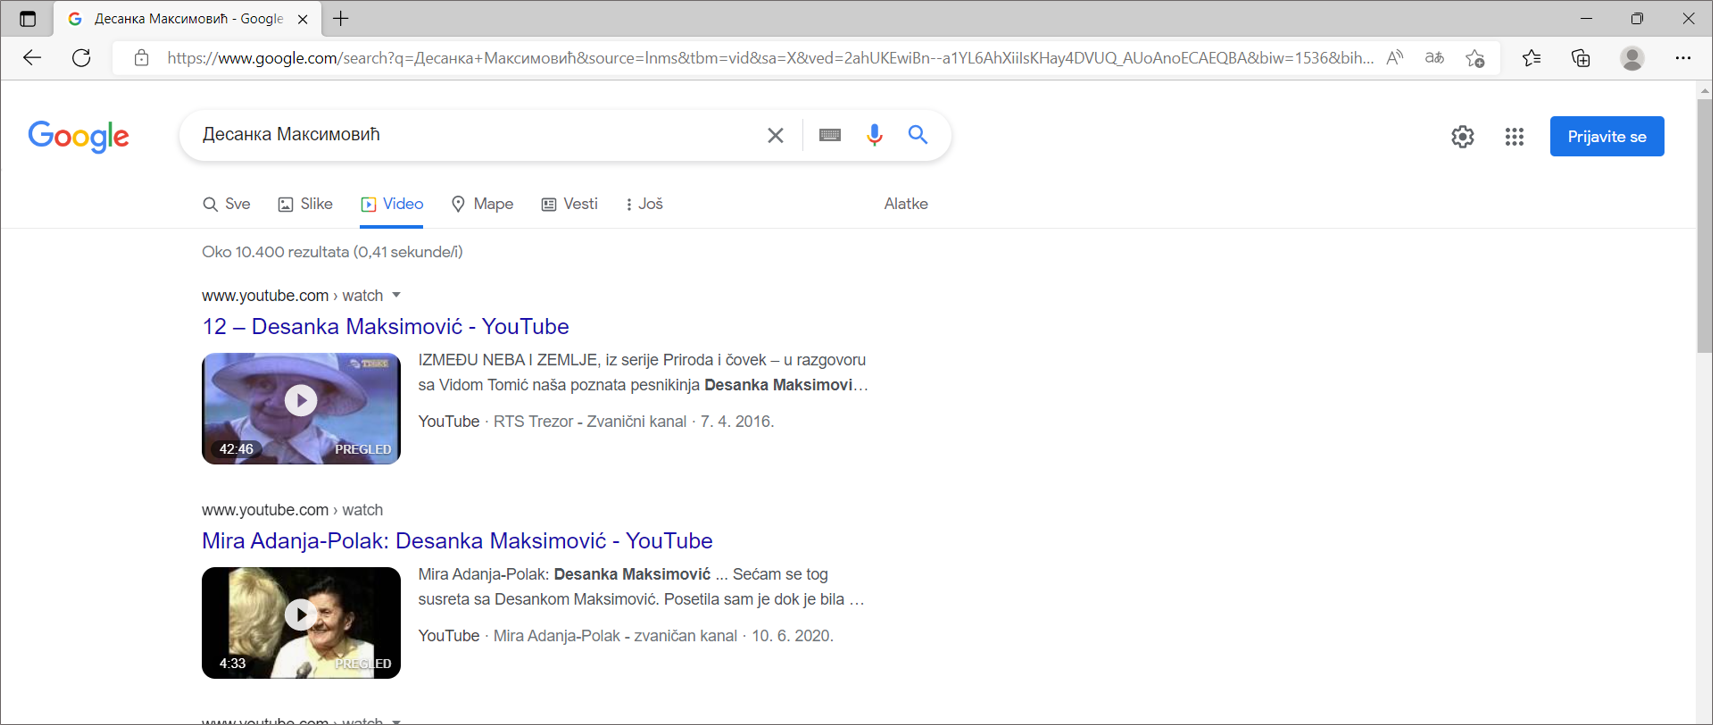 Десанка Максимовић - Google
https://www.google.com/search?q=Десанка+Максимовић&source=lnms&tbm=vid&sa=X&ved=2ahUKEwiBn--a1YL6AhXiiIsKHay4DVUQ_AUoAnoECAEQBA&biw=1536&bih...
Google
Десанка Максимовић
Prijavite se
Sve Slike Video Mape Vesti Još Alatke
Oko 10.400 rezultata (0,41 sekunde/i)
www.youtube.com › watch
12 – Desanka Maksimović - YouTube
IZMEĐU NEBA I ZEMLJE, iz serije Priroda i čovek – u razgovoru
sa Vidom Tomić naša poznata pesnikinja Desanka Maksimovi…
YouTube · RTS Trezor - Zvanični kanal · 7. 4. 2016.
42:46 PREGLED
www.youtube.com › watch
Mira Adanja-Polak: Desanka Maksimović - YouTube
Mira Adanja-Polak: Desanka Maksimović ... Sećam se tog
susreta sa Desankom Maksimović. Posetila sam je dok je bila …
YouTube · Mira Adanja-Polak - zvaničan kanal · 10. 6. 2020.
4:33 PREGLED
www.youtube.com › watch